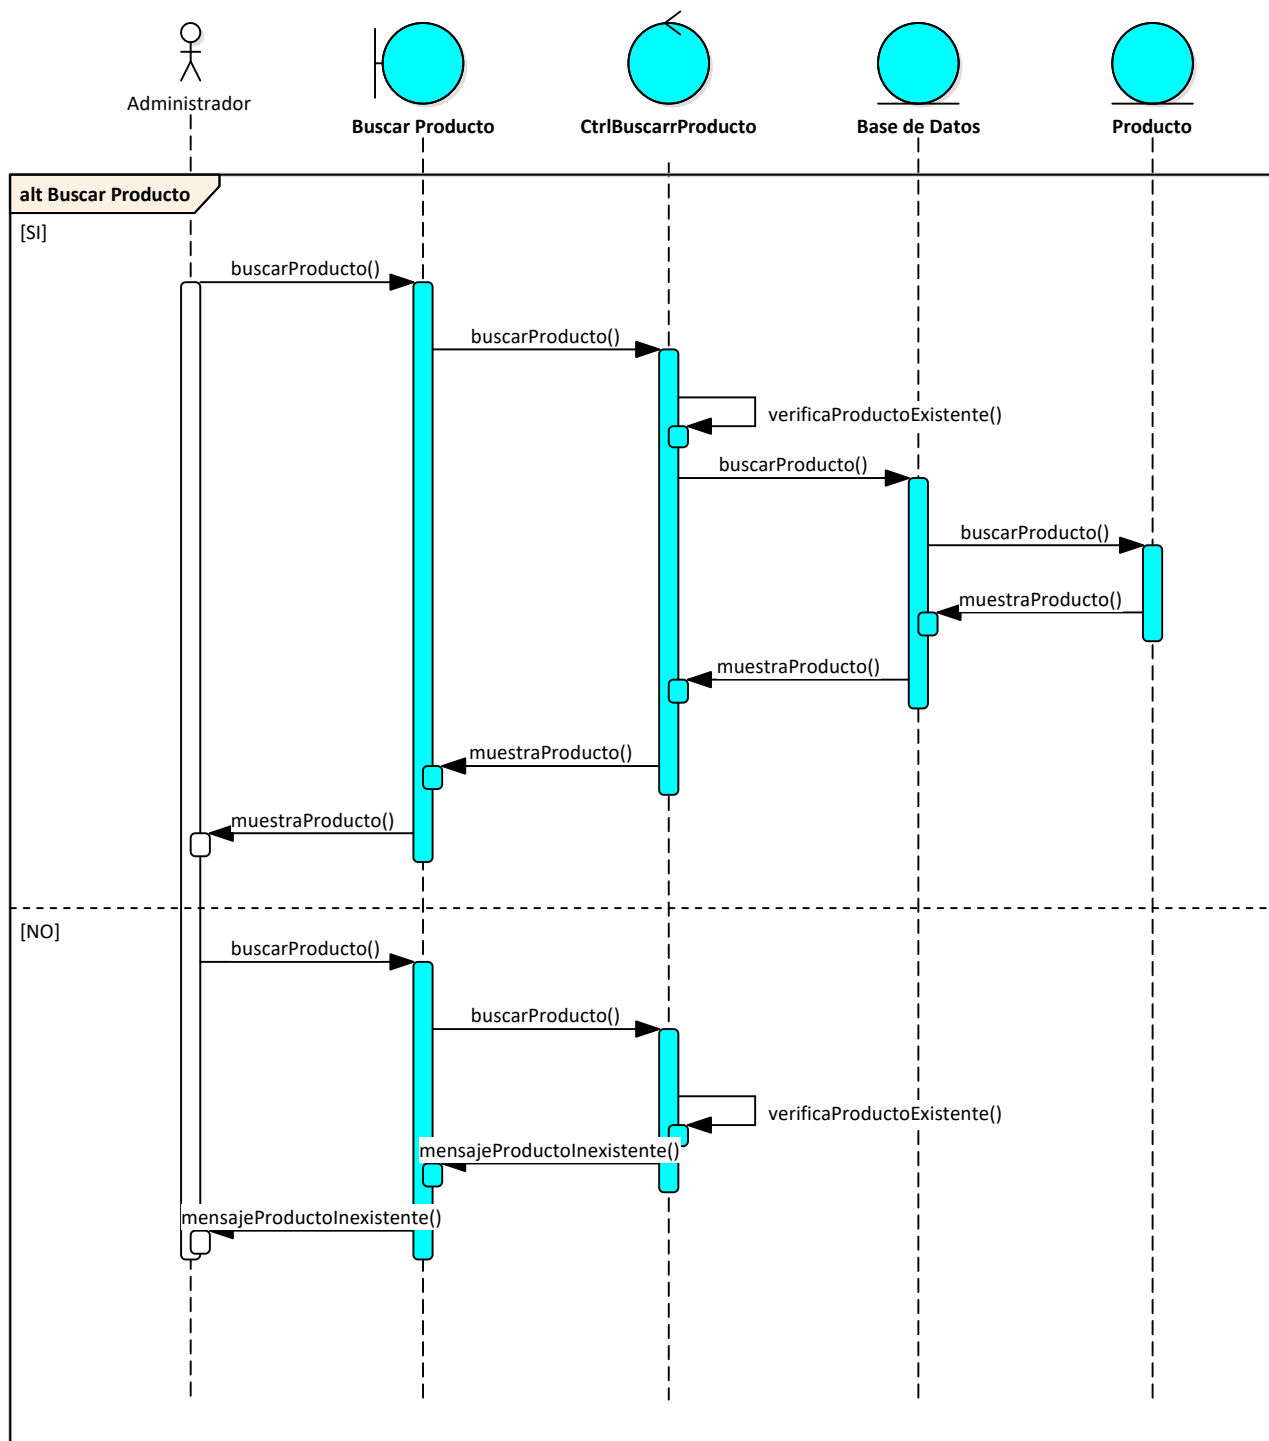 Administrador
Buscar Producto
CtrlBuscarrProducto
Base de Datos
Producto
alt Buscar Producto
[SI]
buscarProducto()
buscarProducto()
verificaProductoExistente()
buscarProducto()
buscarProducto()
muestraProducto()
muestraProducto()
muestraProducto()
muestraProducto()
[NO]
buscarProducto()
buscarProducto()
verificaProductoExistente()
mensajeProductoInexistente()
mensajeProductoInexistente()